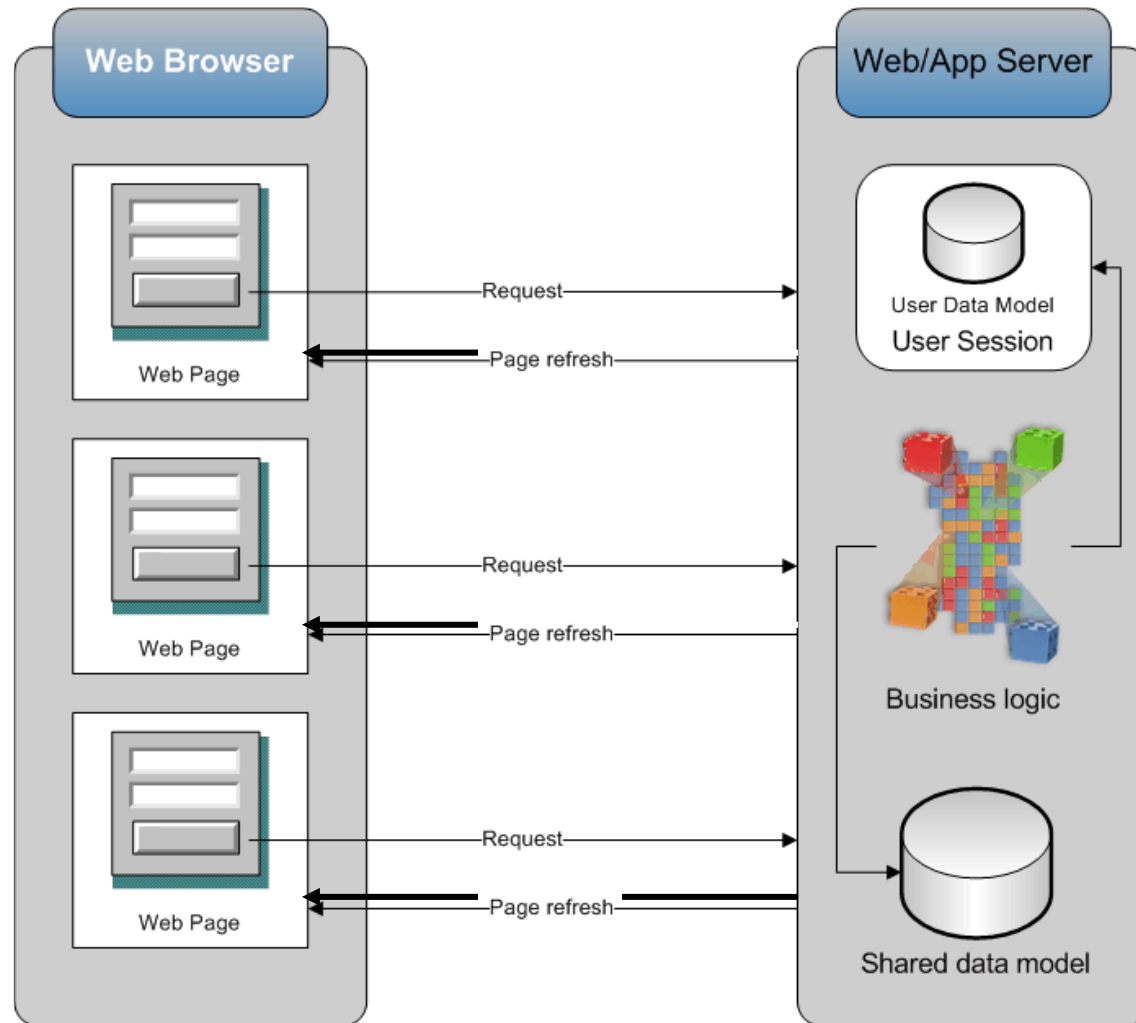 Web Browser
Web/App Server
Request
Page refresh
Web Page
User Data Model
User Session
Request
Page refresh
Web Page
Business logic
Request
Page refresh
Web Page
Shared data model